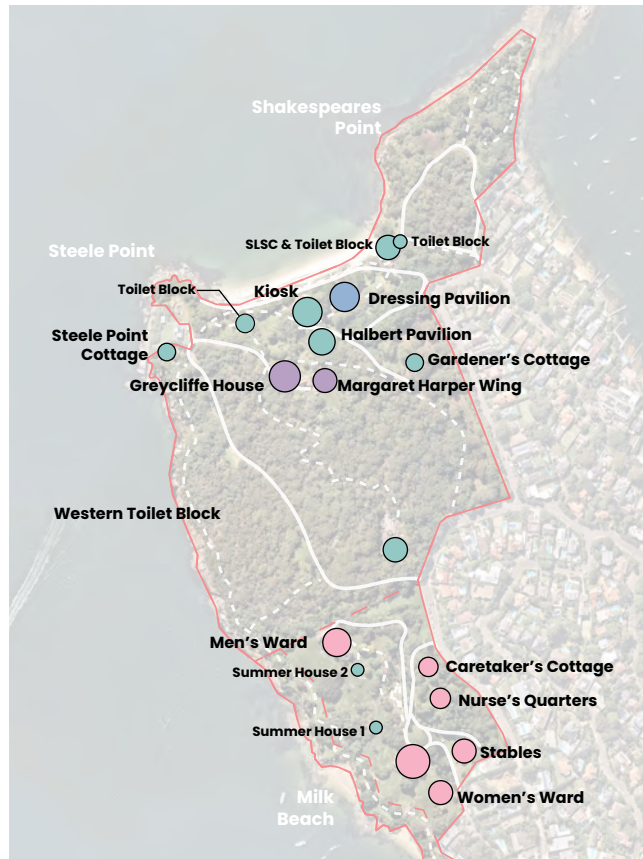 Shakespeares
Point
SLSC & Toilet Block
Toilet Block
Steele Point
Toilet Block
Kiosk
Dressing Pavilion
Steele Point
Cottage
Halbert Pavilion
Gardener's Cottage
Greycliffe House
Margaret Harper Wing
Western Toilet Block
Men's Ward
Summer House 2
Caretaker's Cottage
Nurse's Quarters
Summer House 1
Stables
Milk
Beach
Women's Ward